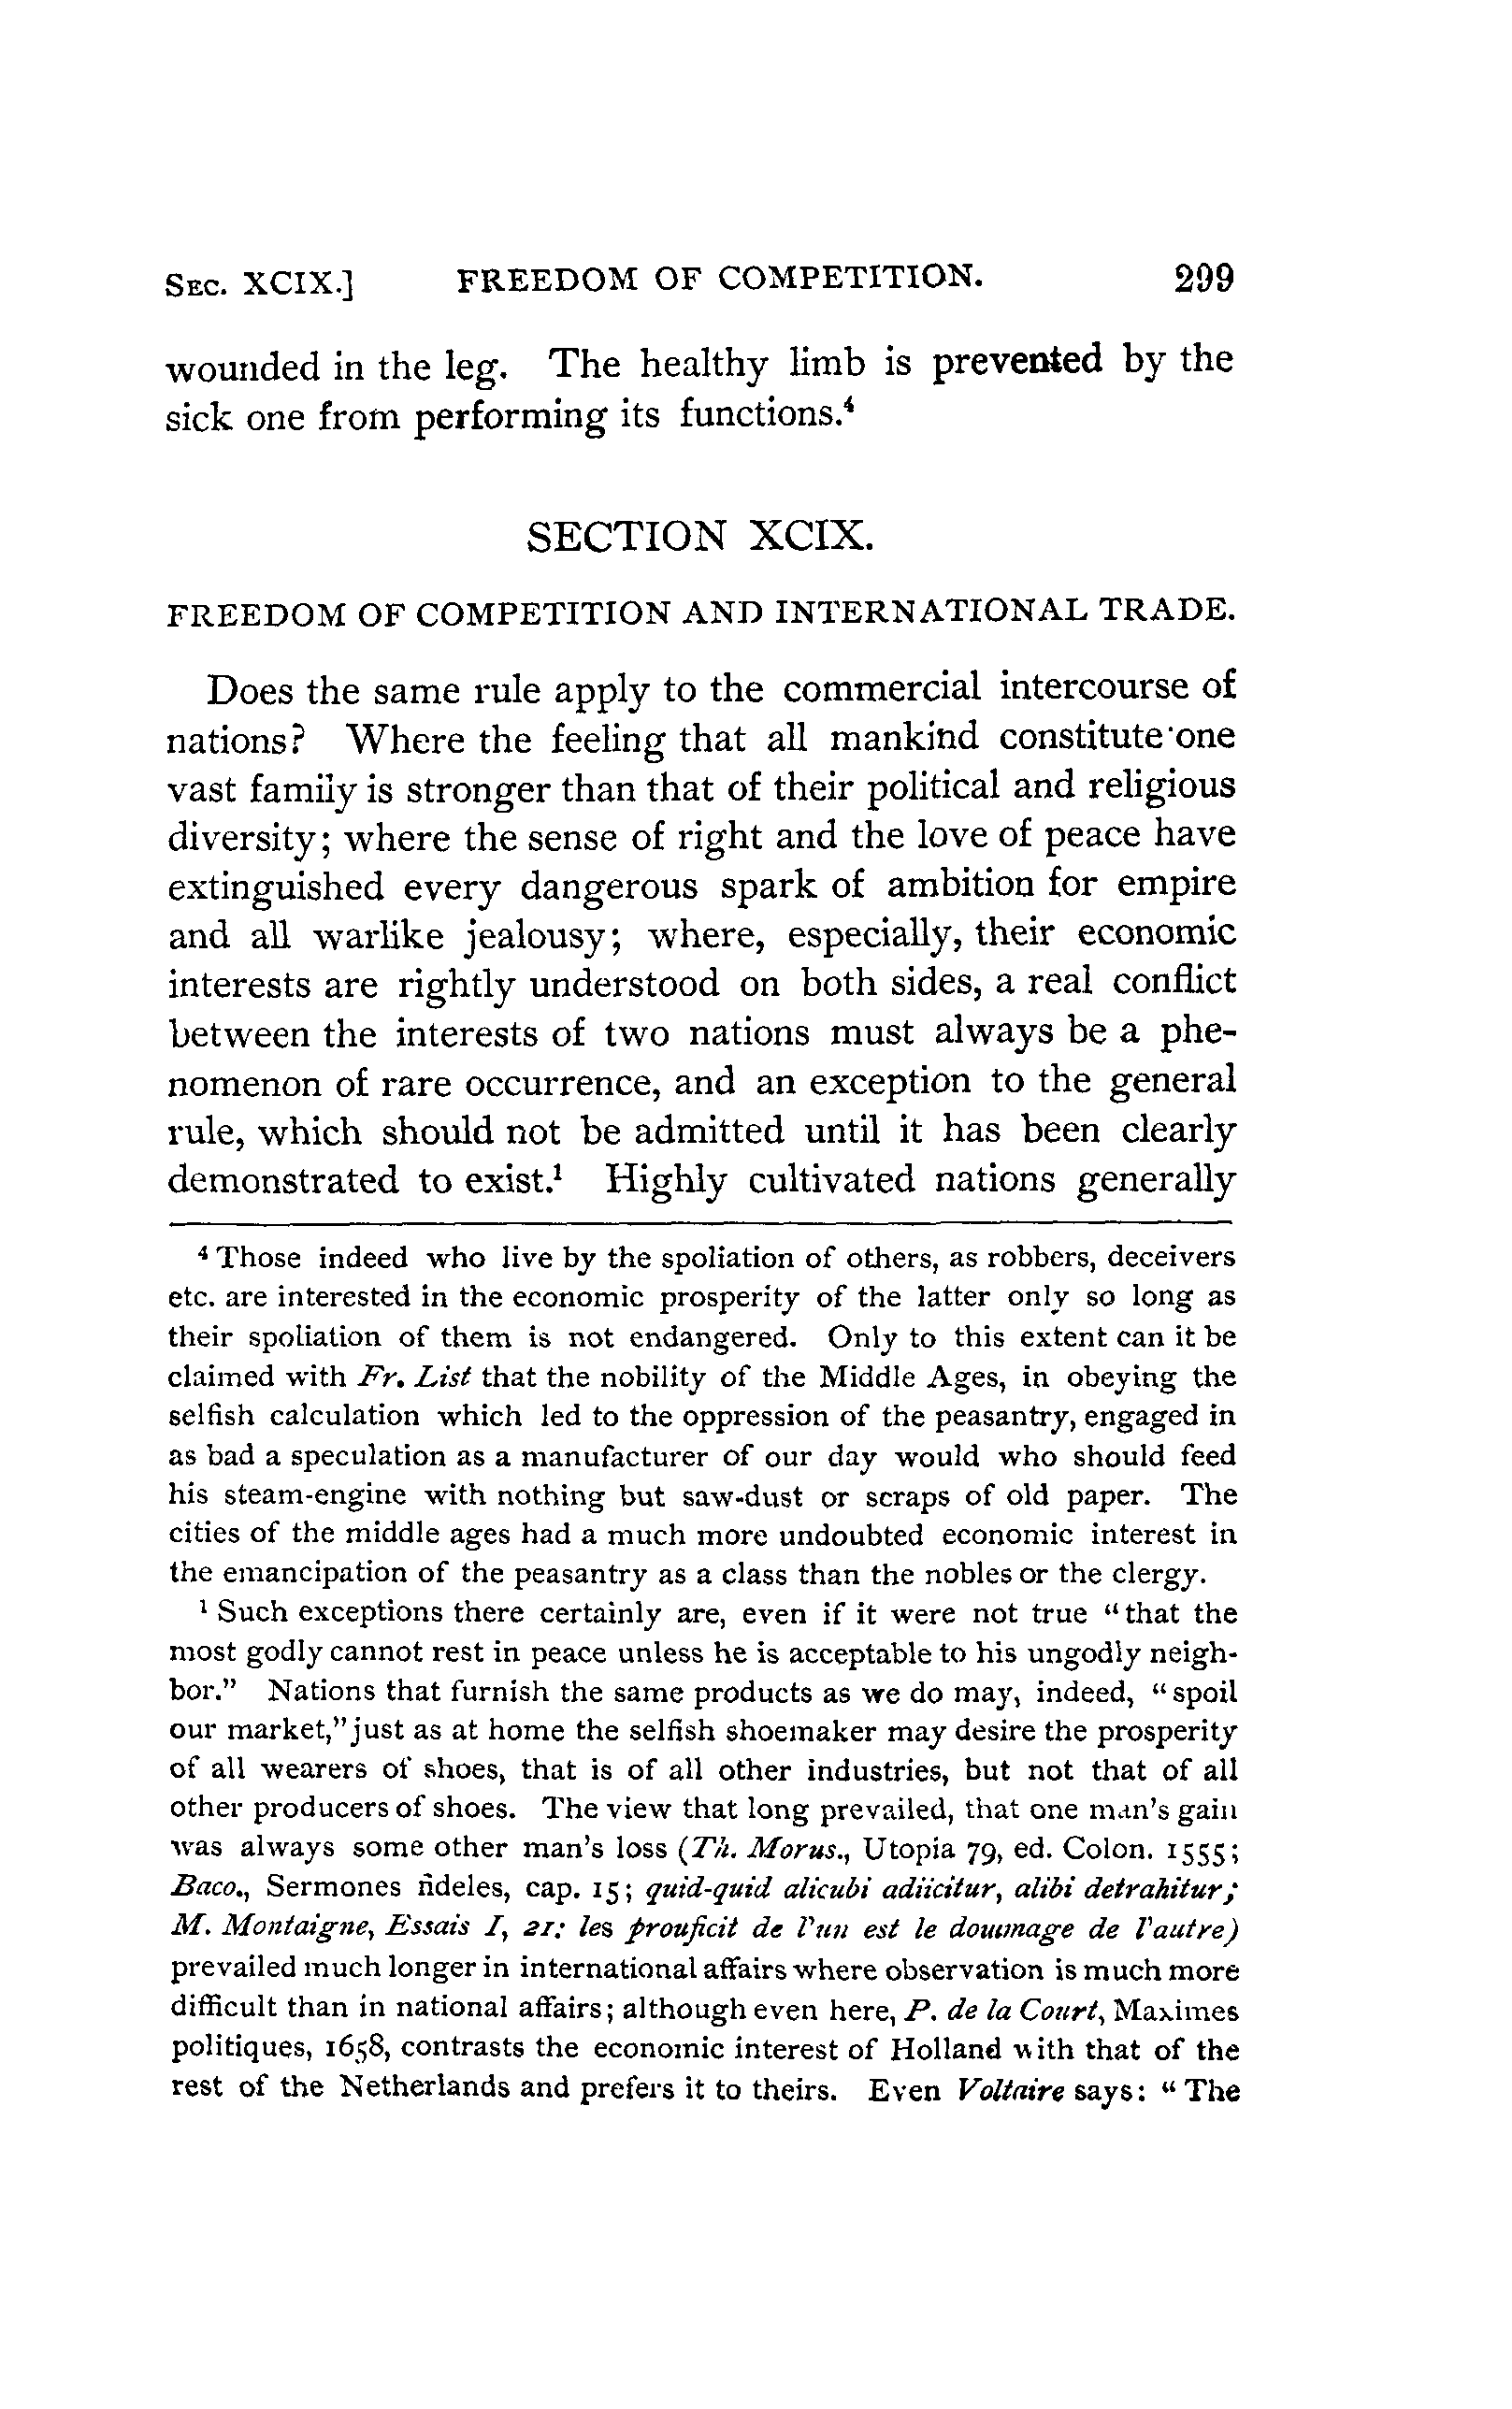 SEC. XCIX.] FREEDOM OF COMPETITION. 299
wounded in the leg. The healthy limb is prevented by the
sick one from performing its functions.⁴
SECTION XCIX.
FREEDOM OF COMPETITION AND INTERNATIONAL TRADE.
Does the same rule apply to the commercial intercourse of
nations? Where the feeling that all mankind constitute one
vast family is stronger than that of their political and religious
diversity; where the sense of right and the love of peace have
extinguished every dangerous spark of ambition for empire
and all warlike jealousy; where, especially, their economic
interests are rightly understood on both sides, a real conflict
between the interests of two nations must always be a phe-
nomenon of rare occurrence, and an exception to the general
rule, which should not be admitted until it has been clearly
demonstrated to exist.¹ Highly cultivated nations generally
⁴ Those indeed who live by the spoliation of others, as robbers, deceivers
etc. are interested in the economic prosperity of the latter only so long as
their spoliation of them is not endangered. Only to this extent can it be
claimed with Fr. List that the nobility of the Middle Ages, in obeying the
selfish calculation which led to the oppression of the peasantry, engaged in
as bad a speculation as a manufacturer of our day would who should feed
his steam-engine with nothing but saw-dust or scraps of old paper. The
cities of the middle ages had a much more undoubted economic interest in
the emancipation of the peasantry as a class than the nobles or the clergy.
¹ Such exceptions there certainly are, even if it were not true "that the
most godly cannot rest in peace unless he is acceptable to his ungodly neigh-
bor." Nations that furnish the same products as we do may, indeed, "spoil
our market," just as at home the selfish shoemaker may desire the prosperity
of all wearers of shoes, that is of all other industries, but not that of all
other producers of shoes. The view that long prevailed, that one man's gain
was always some other man's loss (Th. Morus., Utopia 79, ed. Colon. 1555;
Baco., Sermones fideles, cap. 15; quid-quid alicubi adiicitur, alibi detrahitur;
M. Montaigne, Essais I, 21: les proufficit de l'un est le doummage de l'autre)
prevailed much longer in international affairs where observation is much more
difficult than in national affairs; although even here, P. de la Court, Maximes
politiques, 1658, contrasts the economic interest of Holland with that of the
rest of the Netherlands and prefers it to theirs. Even Voltaire says: "The